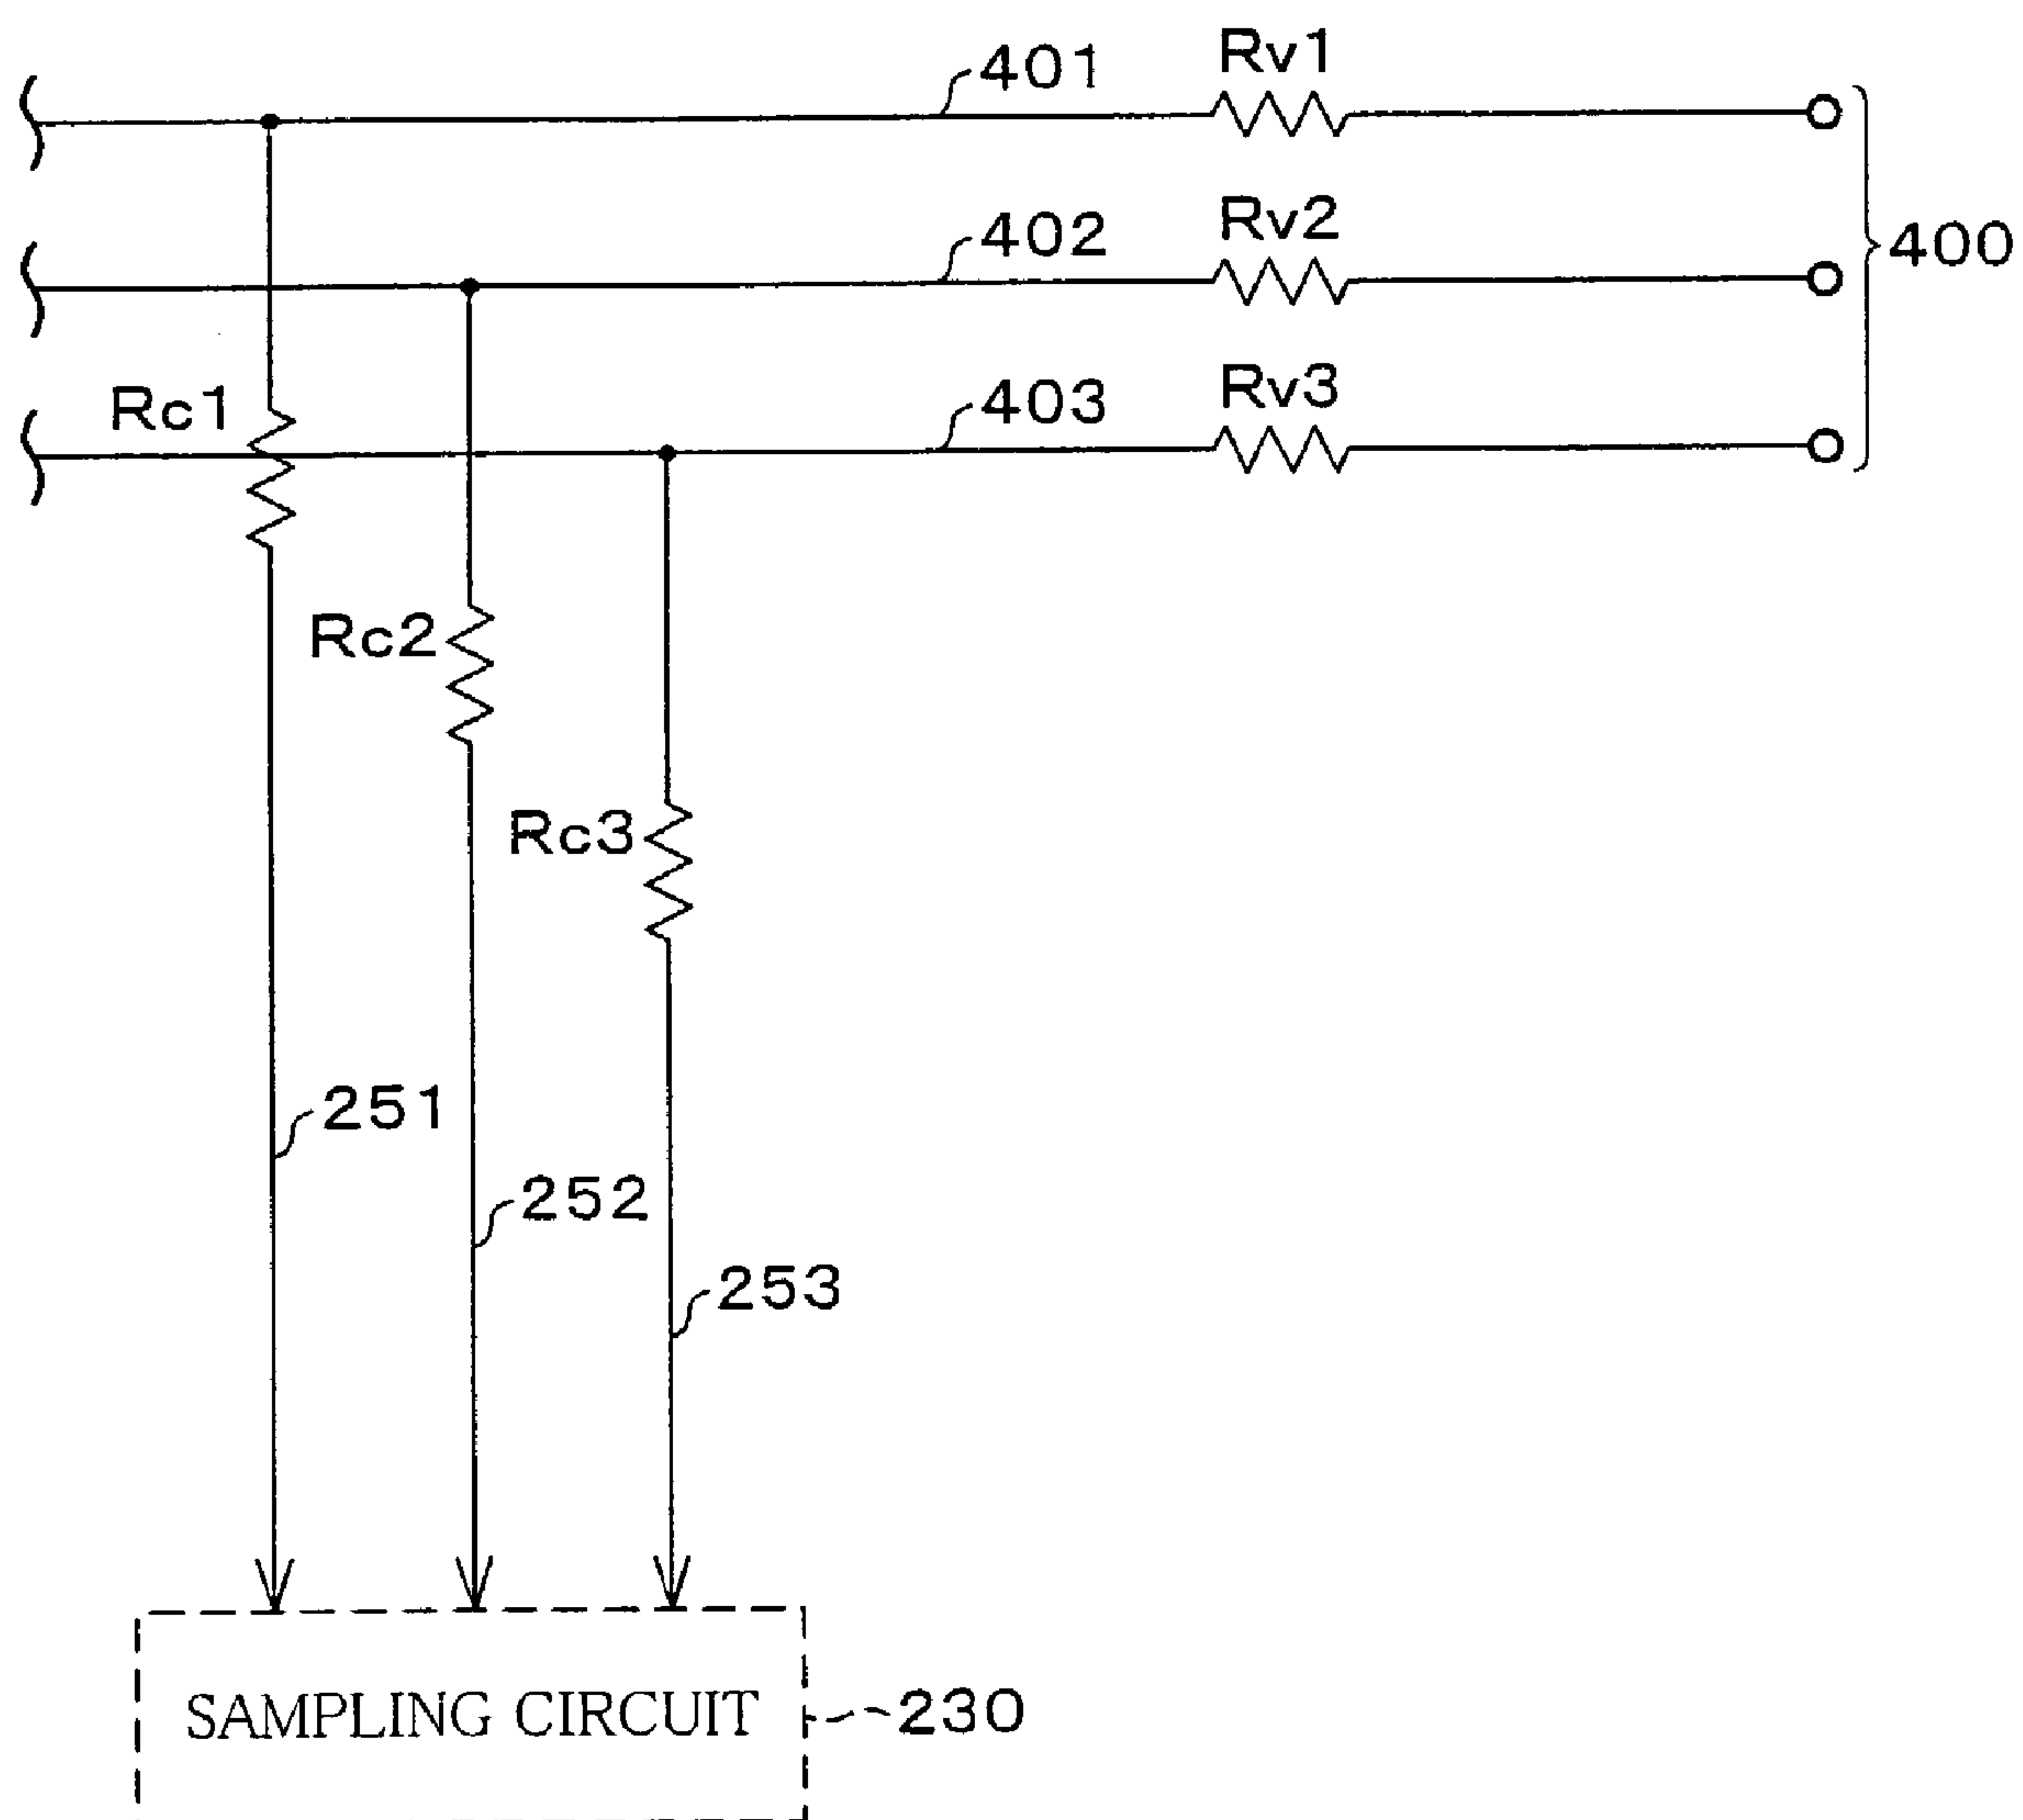 Rv1
401
Rv2
402
400
Rv3
403
Rc1
Rc2
Rc3
251
252
253
SAMPLING CIRCUIT
230